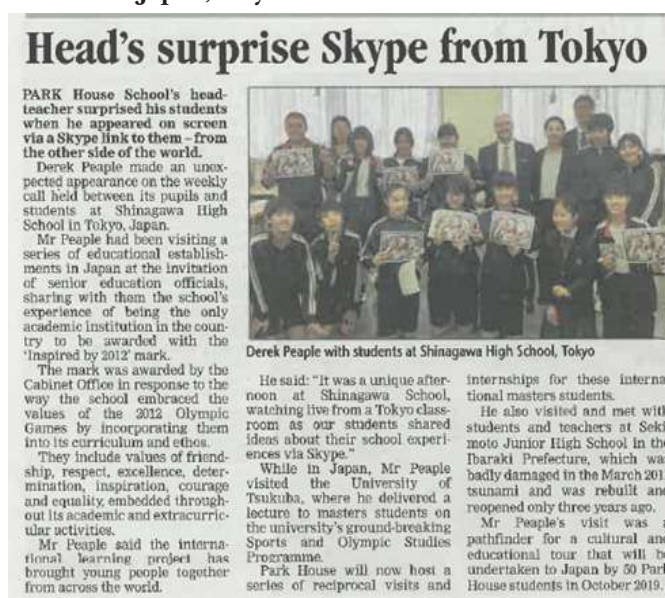 Head's surprise Skype from Tokyo
PARK House School's head-
teacher surprised his students
when he appeared on screen
via a Skype link to them – from
the other side of the world.
Derek Peaple made an unex-
pected appearance on the weekly
call held between its pupils and
students at Shinagawa High
School in Tokyo, Japan.
Mr Peaple had been visiting a
series of educational establish-
ments in Japan at the invitation
of senior education officials,
sharing with them the school's
experience of being the only
academic institution in the coun-
try to be awarded with the
'Inspired by 2012' mark.
The mark was awarded by the
Cabinet Office in response to the
way the school embraced the
values of the 2012 Olympic
Games by incorporating them
into its curriculum and ethos.
They include values of friend-
ship, respect, excellence, deter-
mination, inspiration, courage
and equality, embedded through-
out its academic and extracurric-
ular activities.
Mr Peaple said the interna-
tional learning project has
brought young people together
from across the world.
Derek Peaple with students at Shinagawa High School, Tokyo
He said: "It was a unique after-
noon at Shinagawa School,
watching live from a Tokyo class-
room as our students shared
ideas about their school experi-
ences via Skype."
While in Japan, Mr Peaple
visited the University of
Tsukuba, where he delivered a
lecture to masters students on
the university's ground-breaking
Sports and Olympic Studies
Programme.
Park House will now host a
series of reciprocal visits and
internships for these interna
tional masters students.
He also visited and met with
students and teachers at Seki
moto Junior High School in the
Ibaraki Prefecture, which was
badly damaged in the March 201
tsunami and was rebuilt and
reopened only three years ago.
Mr Peaple's visit was a
pathfinder for a cultural and
educational tour that will be
undertaken to Japan by 50 Park
House students in October 2019.